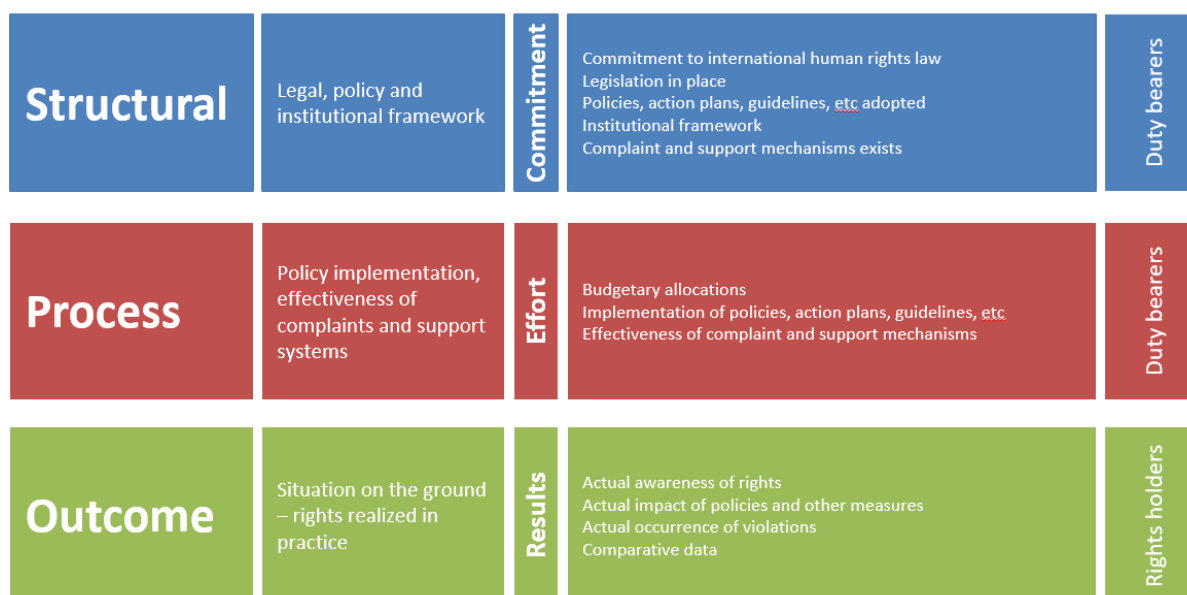 Structural
Legal, policy and
institutional framework
Commitment
Commitment to international human rights law
Legislation in place
Policies, action plans, guidelines, etc adopted
Institutional framework
Complaint and support mechanisms exists
Duty bearers
Process
Policy implementation,
effectiveness of
complaints and support
systems
Effort
Budgetary allocations
Implementation of policies, action plans, guidelines, etc
Effectiveness of complaint and support mechanisms
Duty bearers
Outcome
Situation on the ground
– rights realized in
practice
Results
Actual awareness of rights
Actual impact of policies and other measures
Actual occurrence of violations
Comparative data
Rights holders